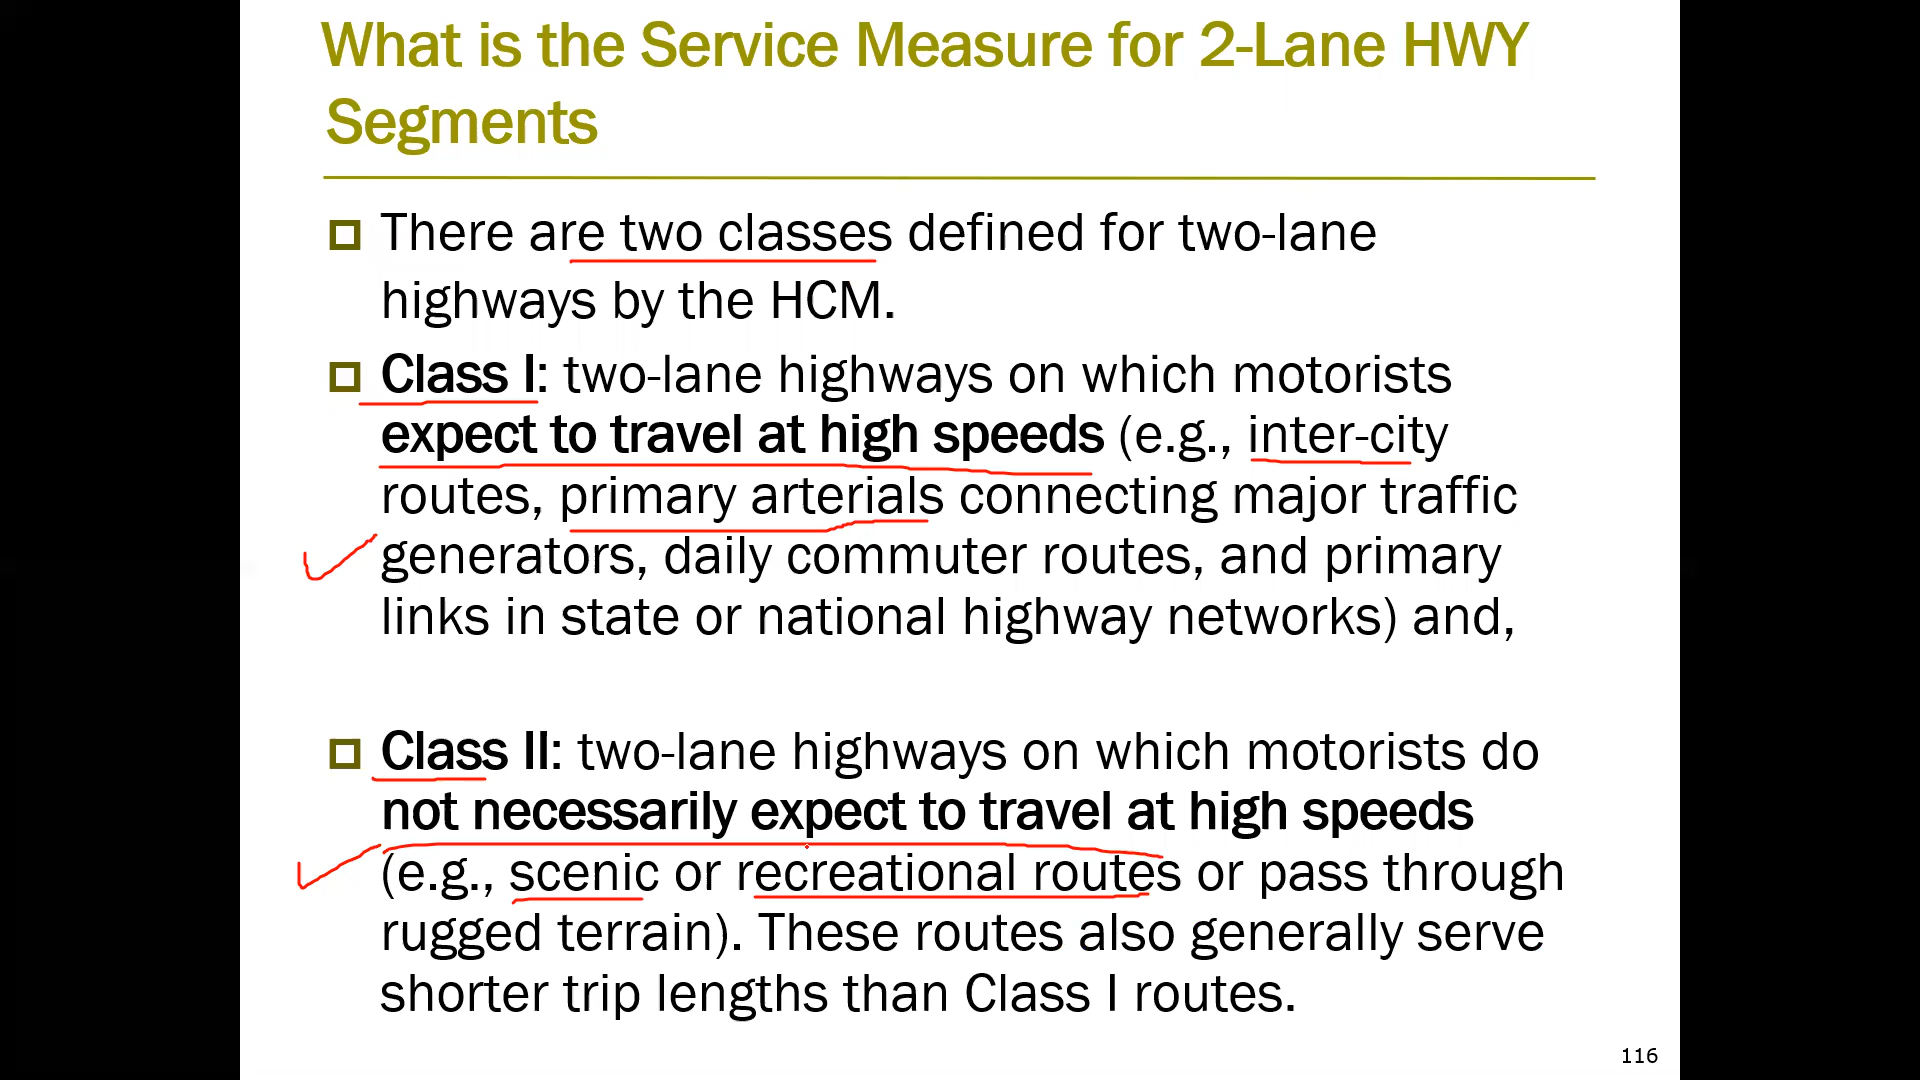 What is the Service Measure for 2-Lane HWY
Segments
There are two classes defined for two-lane
highways by the HCM.
Class I: two-lane highways on which motorists
expect to travel at high speeds (e.g., inter-city
routes, primary arterials connecting major traffic
generators, daily commuter routes, and primary
links in state or national highway networks) and,
Class II: two-lane highways on which motorists do
not necessarily expect to travel at high speeds
(e.g., scenic or recreational routes or pass through
rugged terrain). These routes also generally serve
shorter trip lengths than Class I routes.
116